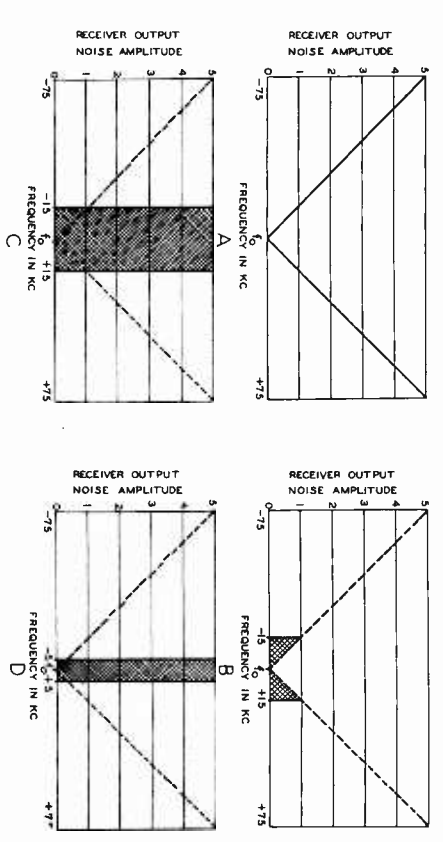 RECEIVER OUTPUT
NOISE AMPLITUDE
5
4
3
2
1
0
-75 f₀ +75
FREQUENCY IN KC
A
RECEIVER OUTPUT
NOISE AMPLITUDE
5
4
3
2
1
0
-75 -15 f₀ +15 +75
FREQUENCY IN KC
B
RECEIVER OUTPUT
NOISE AMPLITUDE
5
4
3
2
1
0
-75 -15 f₀ +15 +75
FREQUENCY IN KC
C
RECEIVER OUTPUT
NOISE AMPLITUDE
5
4
3
2
1
0
-75 -5 f₀ +5
FREQUENCY IN KC
D